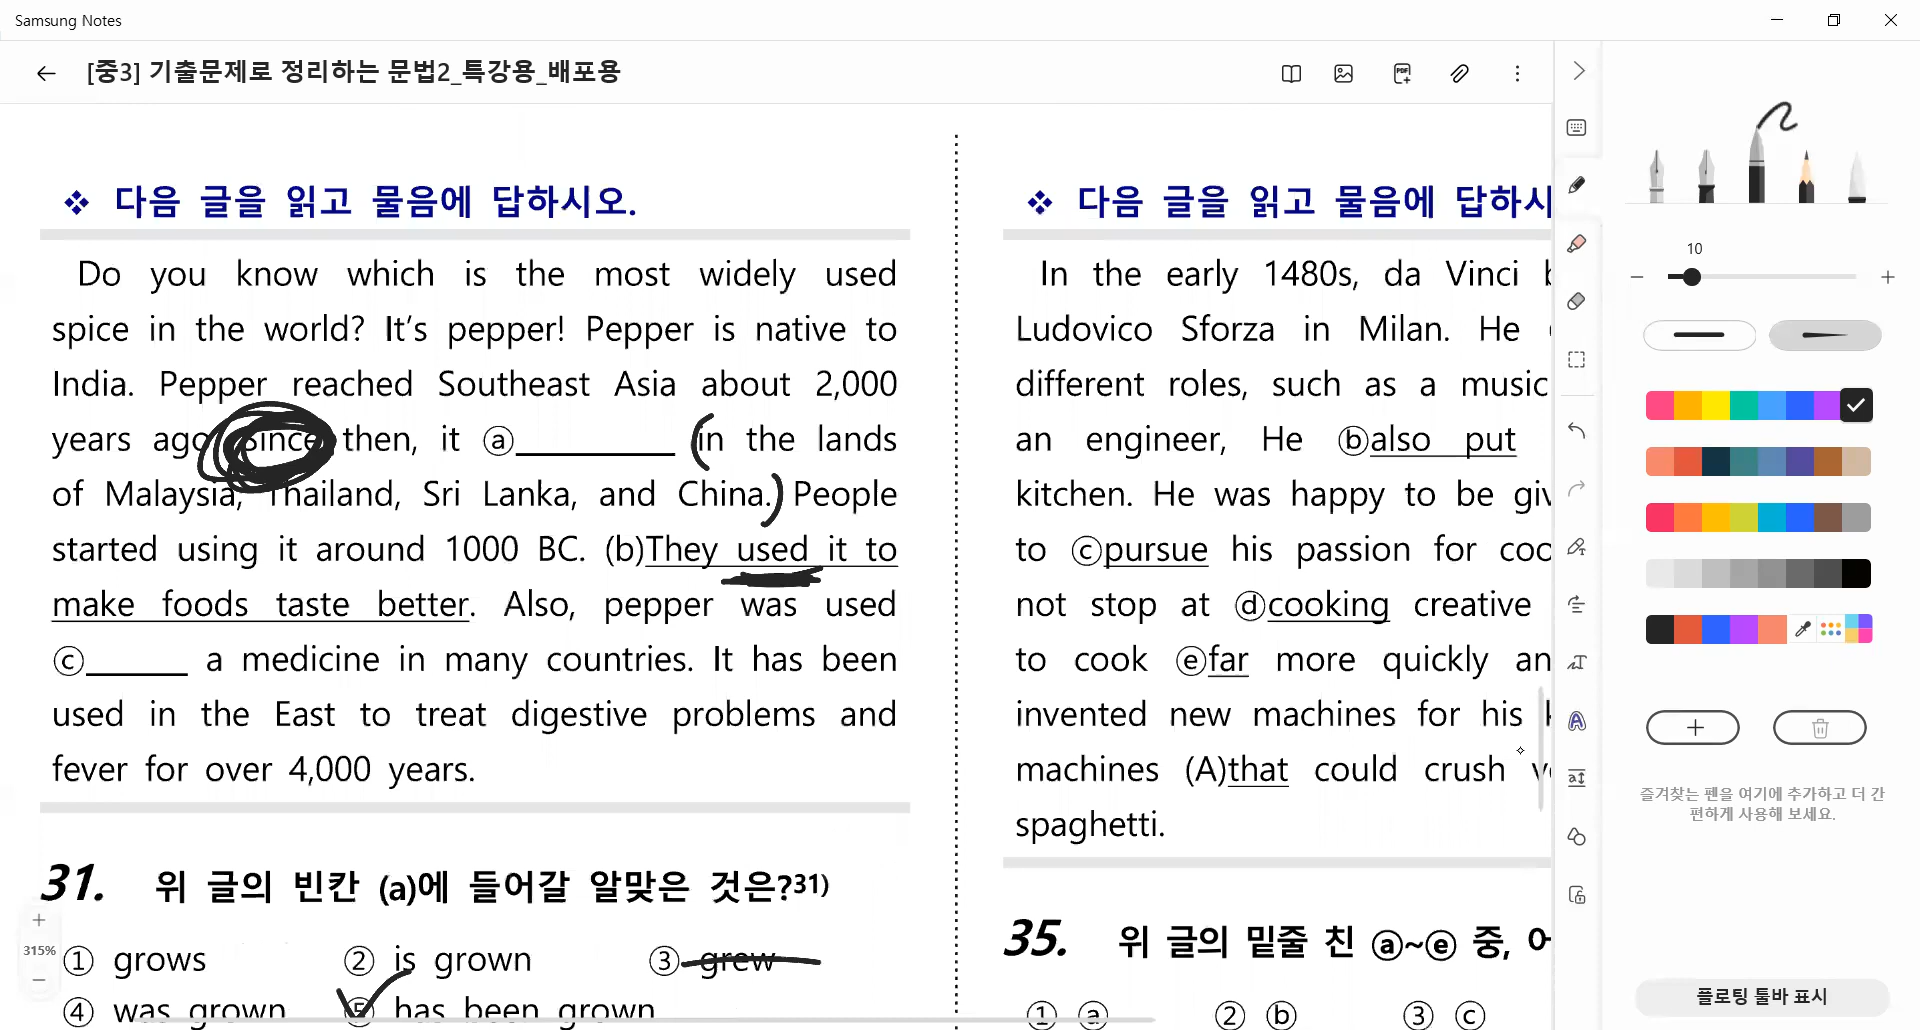 Samsung Notes
[중3] 기출문제로 정리하는 문법2_특강용_배포용
❖ 다음 글을 읽고 물음에 답하시오.
Do you know which is the most widely used
spice in the world? It's pepper! Pepper is native to
India. Pepper reached Southeast Asia about 2,000
years ago. Since then, it ⓐ__________ (in the lands
of Malaysia, Thailand, Sri Lanka, and China.) People
started using it around 1000 BC. (b)They used it to
make foods taste better. Also, pepper was used
ⓒ______ a medicine in many countries. It has been
used in the East to treat digestive problems and
fever for over 4,000 years.
31. 위 글의 빈칸 (a)에 들어갈 알맞은 것은?31)
① grows ② is grown ③ grew
④ was grown ⑤ has been grown
❖ 다음 글을 읽고 물음에 답하시
In the early 1480s, da Vinci
Ludovico Sforza in Milan. He
different roles, such as a music
an engineer, He ⓑalso put
kitchen. He was happy to be giv
to ⓒpursue his passion for coo
not stop at ⓓcooking creative
to cook ⓔfar more quickly an
invented new machines for his
machines (A)that could crush
spaghetti.
35. 위 글의 밑줄 친 ⓐ~ⓔ 중, 어
① ⓐ ② ⓑ ③ ⓒ
315%
PDF
10
즐겨찾는 펜을 여기에 추가하고 더 간
편하게 사용해 보세요.
플로팅 툴바 표시